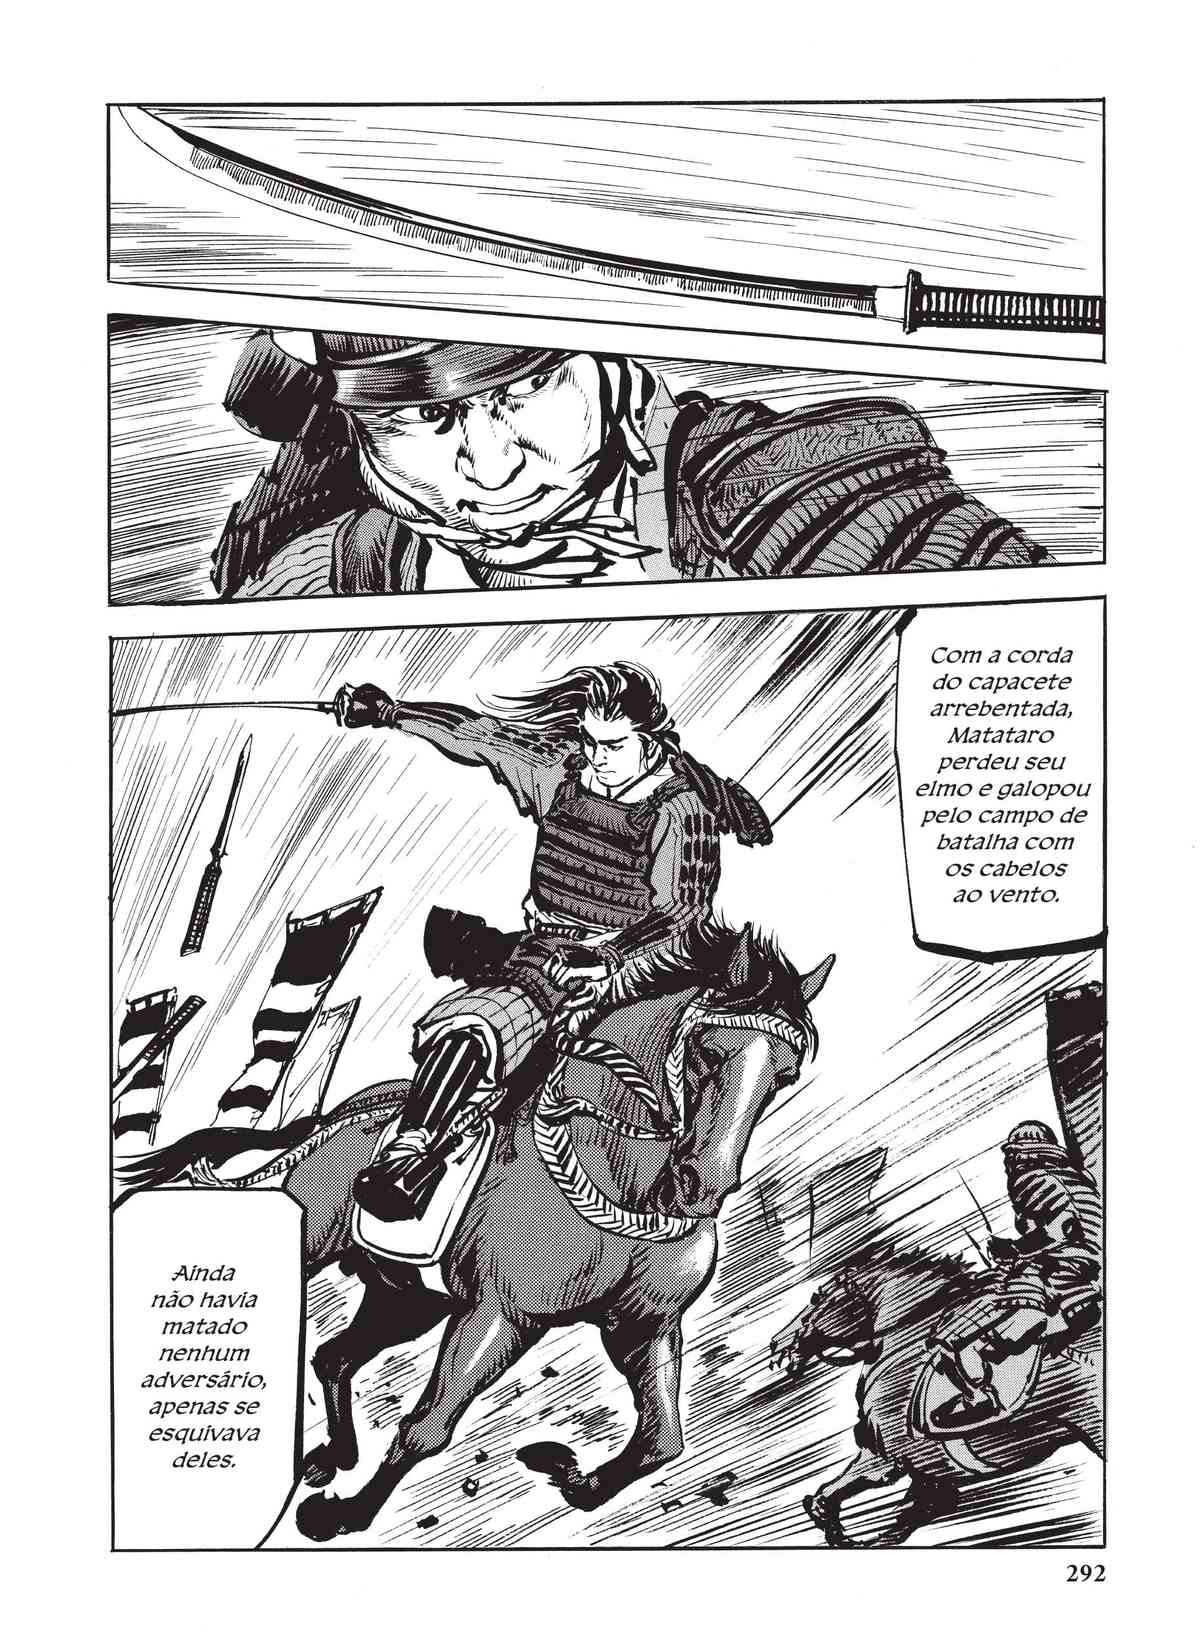 Com a corda
do capacete
arrebentada,
Matataro
perdeu seu
elmo e galopou
pelo campo de
batalha com
os cabelos
ao vento.
Ainda
não havia
matado
nenhum
adversário,
apenas se
esquivava
deles.
292